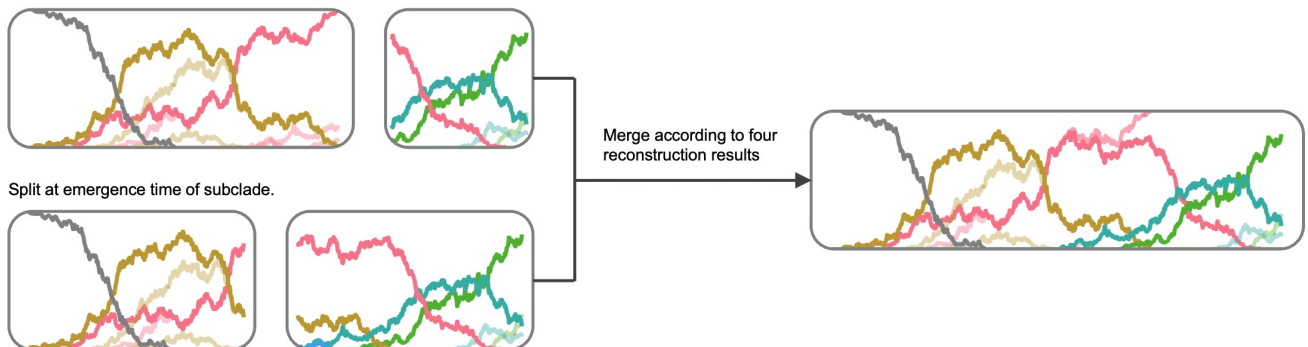 Merge according to four
reconstruction results
Split at emergence time of subclade.